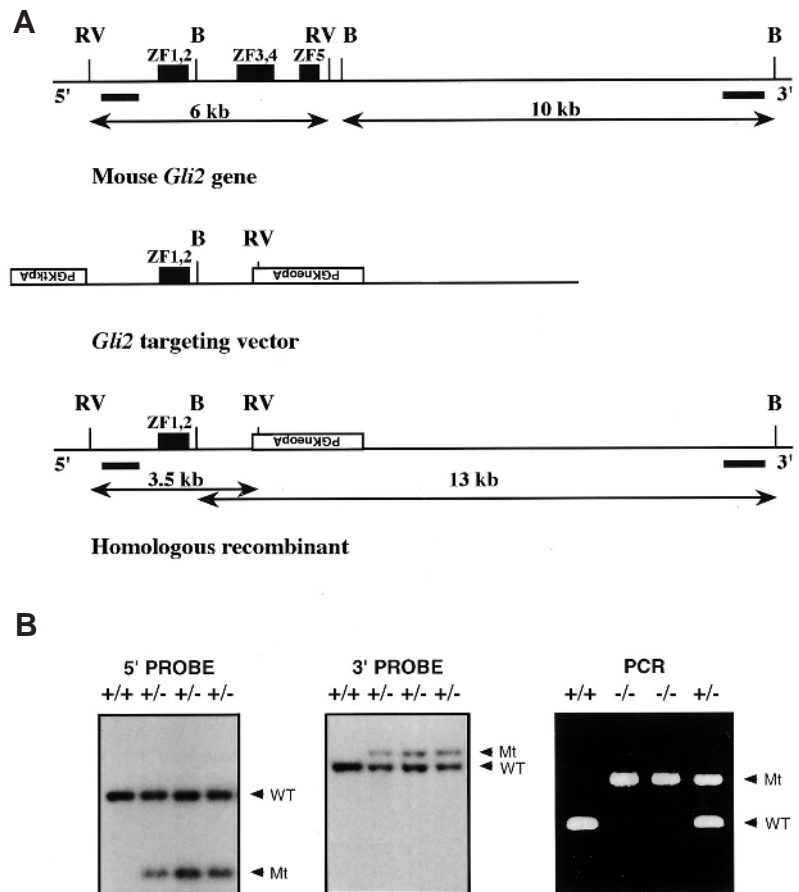 A
RV B RV B B
ZF1,2 ZF3,4 ZF5
5' 3'
6 kb 10 kb
Mouse Gli2 gene
B RV
ZF1,2
PGKtkpA PGKneopA
Gli2 targeting vector
RV B RV B
ZF1,2
PGKneopA
5' 3'
3.5 kb 13 kb
Homologous recombinant
B
5' PROBE 3' PROBE PCR
+/+ +/- +/- +/- +/+ +/- +/- +/- +/+ -/- -/- +/-
Mt
WT
Mt
WT
WT
Mt